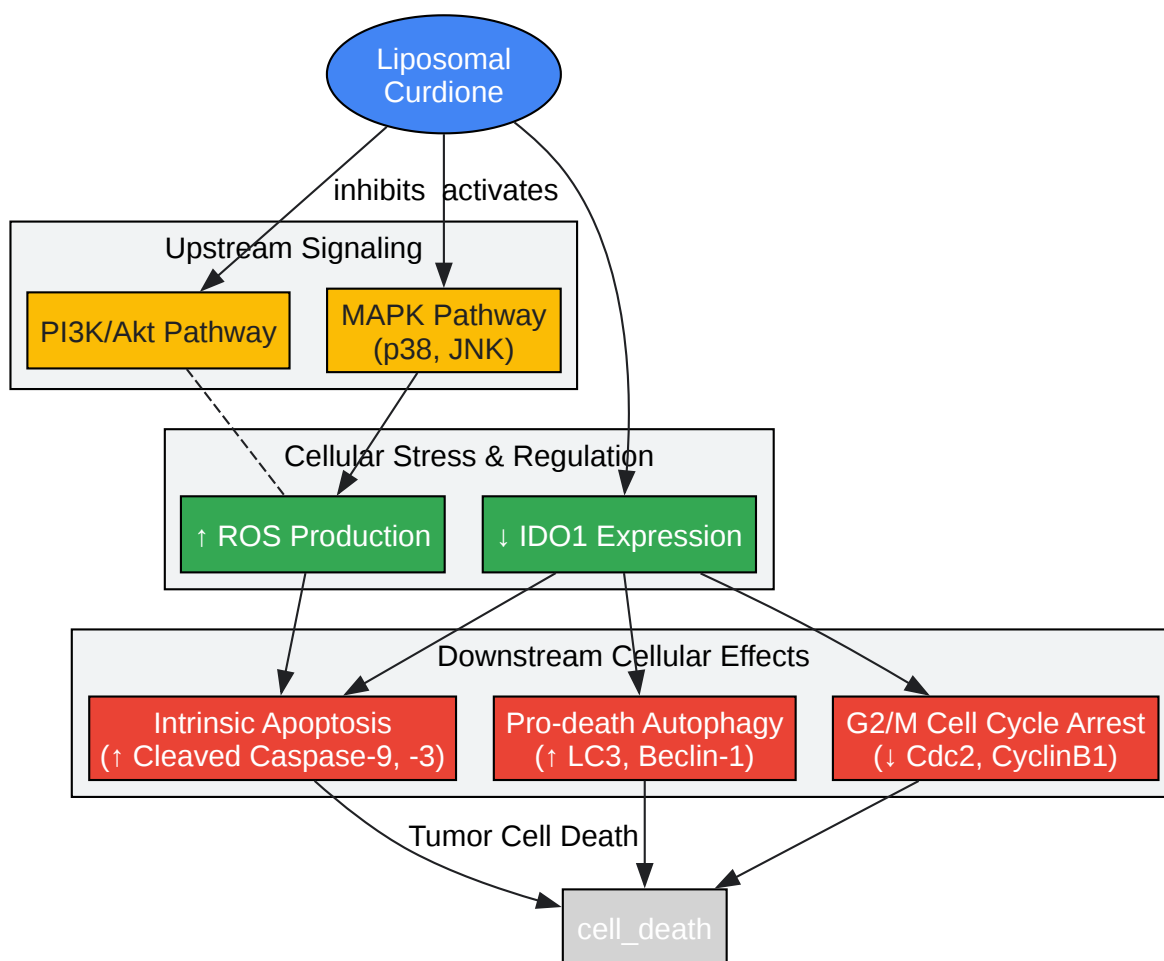 Liposomal
Curdione
inhibits
activates
Upstream Signaling
PI3K/Akt Pathway
MAPK Pathway
(p38, JNK)
Cellular Stress & Regulation
↑ ROS Production
↓ IDO1 Expression
Downstream Cellular Effects
Intrinsic Apoptosis
(↑ Cleaved Caspase-9, -3)
Pro-death Autophagy
(↑ LC3, Beclin-1)
G2/M Cell Cycle Arrest
(↓ Cdc2, CyclinB1)
Tumor Cell Death
cell_death